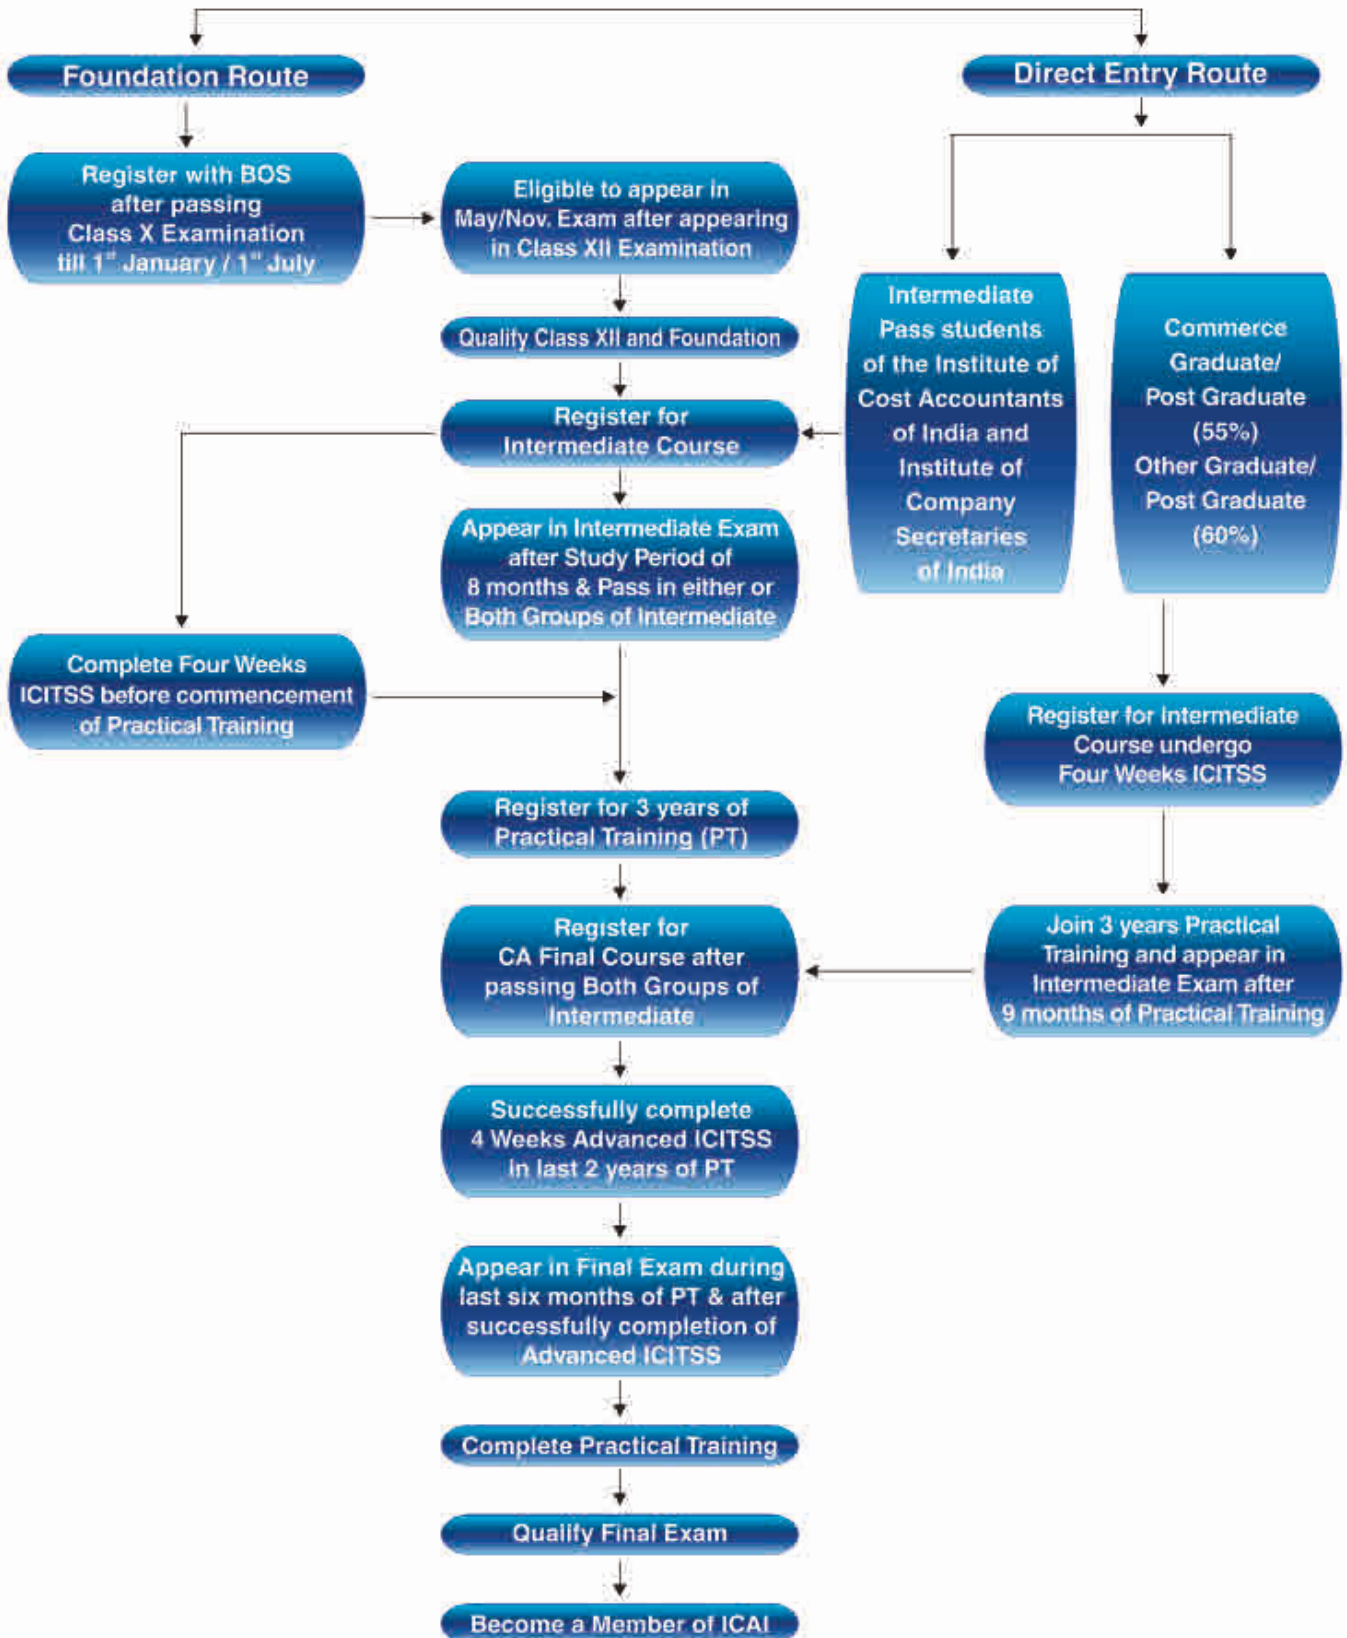 Foundation Route
Direct Entry Route
Register with BOS
after passing
Class X Examination
till 1st January / 1st July
Eligible to appear in
May/Nov. Exam after appearing
in Class XII Examination
Qualify Class XII and Foundation
Register for
Intermediate Course
Intermediate
Pass students
of the Institute of
Cost Accountants
of India and
Institute of
Company
Secretaries
of India
Commerce
Graduate/
Post Graduate
(55%)
Other Graduate/
Post Graduate
(60%)
Appear in Intermediate Exam
after Study Period of
8 months & Pass in either or
Both Groups of Intermediate
Complete Four Weeks
ICITSS before commencement
of Practical Training
Register for Intermediate
Course undergo
Four Weeks ICITSS
Register for 3 years of
Practical Training (PT)
Register for
CA Final Course after
passing Both Groups of
Intermediate
Join 3 years Practical
Training and appear in
Intermediate Exam after
9 months of Practical Training
Successfully complete
4 Weeks Advanced ICITSS
in last 2 years of PT
Appear in Final Exam during
last six months of PT & after
successfully completion of
Advanced ICITSS
Complete Practical Training
Qualify Final Exam
Become a Member of ICAI